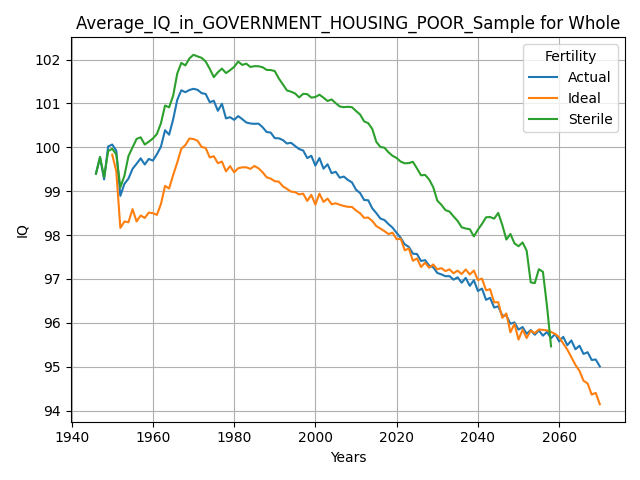 Average_IQ_in_GOVERNMENT_HOUSING_POOR_Sample for Whole
Fertility
Actual
Ideal
Sterile
102
101
100
99
98
97
96
95
94
IQ
1940
1960
1980
2000
2020
2040
2060
Years